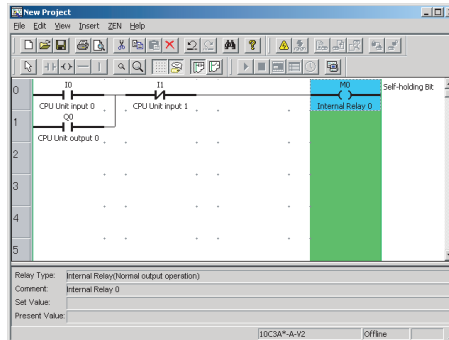 New Project
File Edit View Insert ZEN Help
0 I0 I1 M0 Self-holding Bit
CPU Unit input 0 CPU Unit input 1 Internal Relay 0
1 Q0
CPU Unit output 0
2
3
4
5
Relay Type: Internal Relay(Normal output operation)
Comment: Internal Relay 0
Set Value:
Present Value:
10C3A*-A-V2 Offline